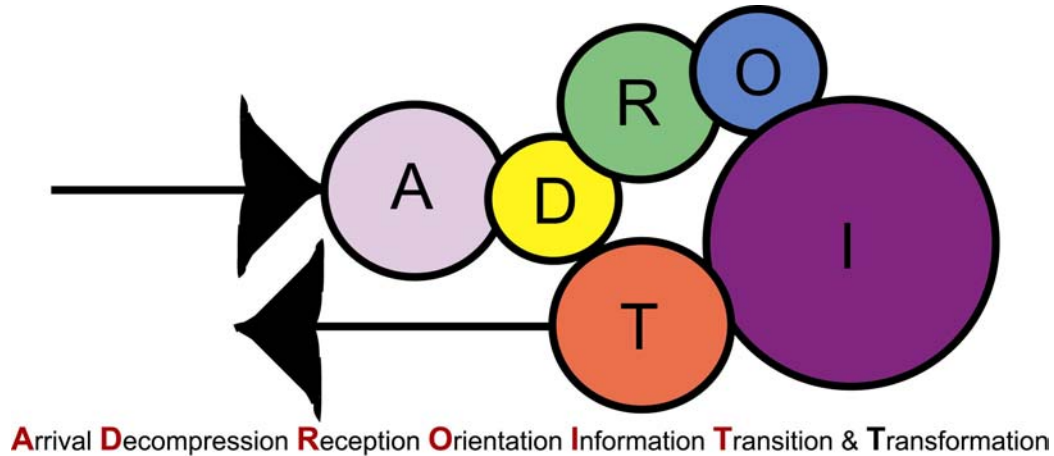 A
D
R
O
I
T
Arrival Decompression Reception Orientation Information Transition & Transformation